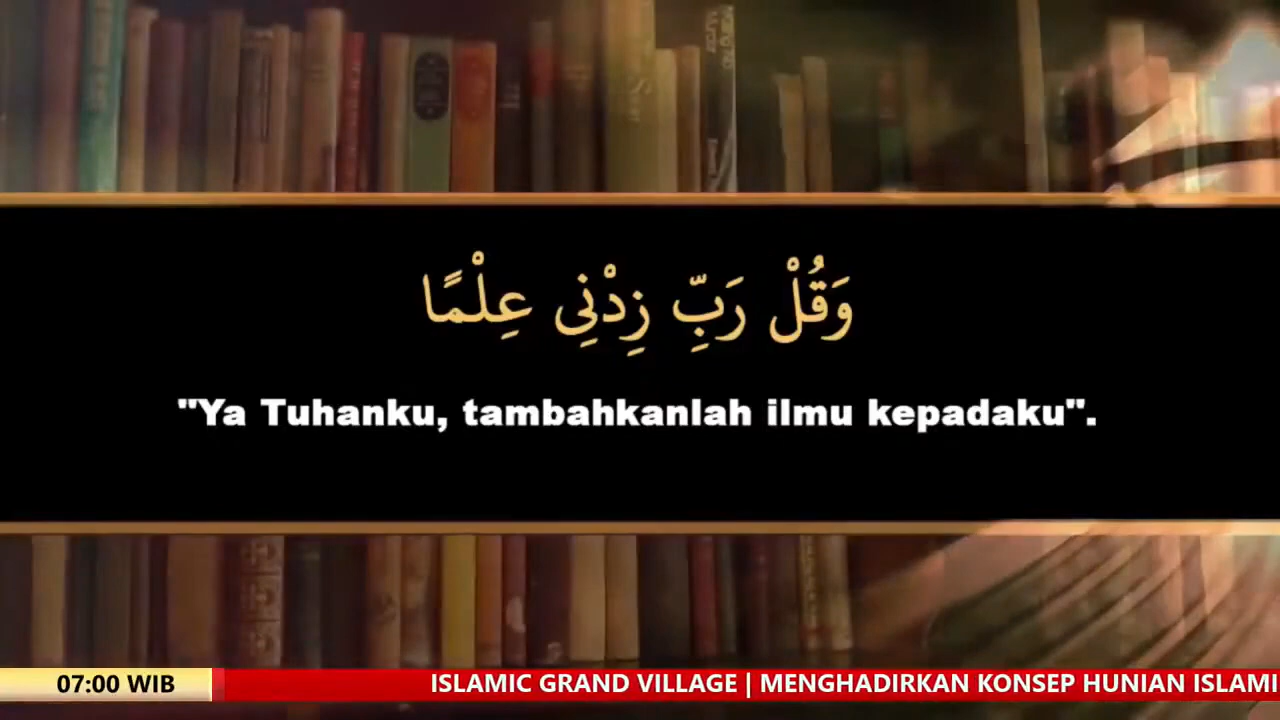 وَقُلْ رَبِّ زِدْنِى عِلْمًا
"Ya Tuhanku, tambahkanlah ilmu kepadaku".
07:00 WIB
ISLAMIC GRAND VILLAGE | MENGHADIRKAN KONSEP HUNIAN ISLAMI